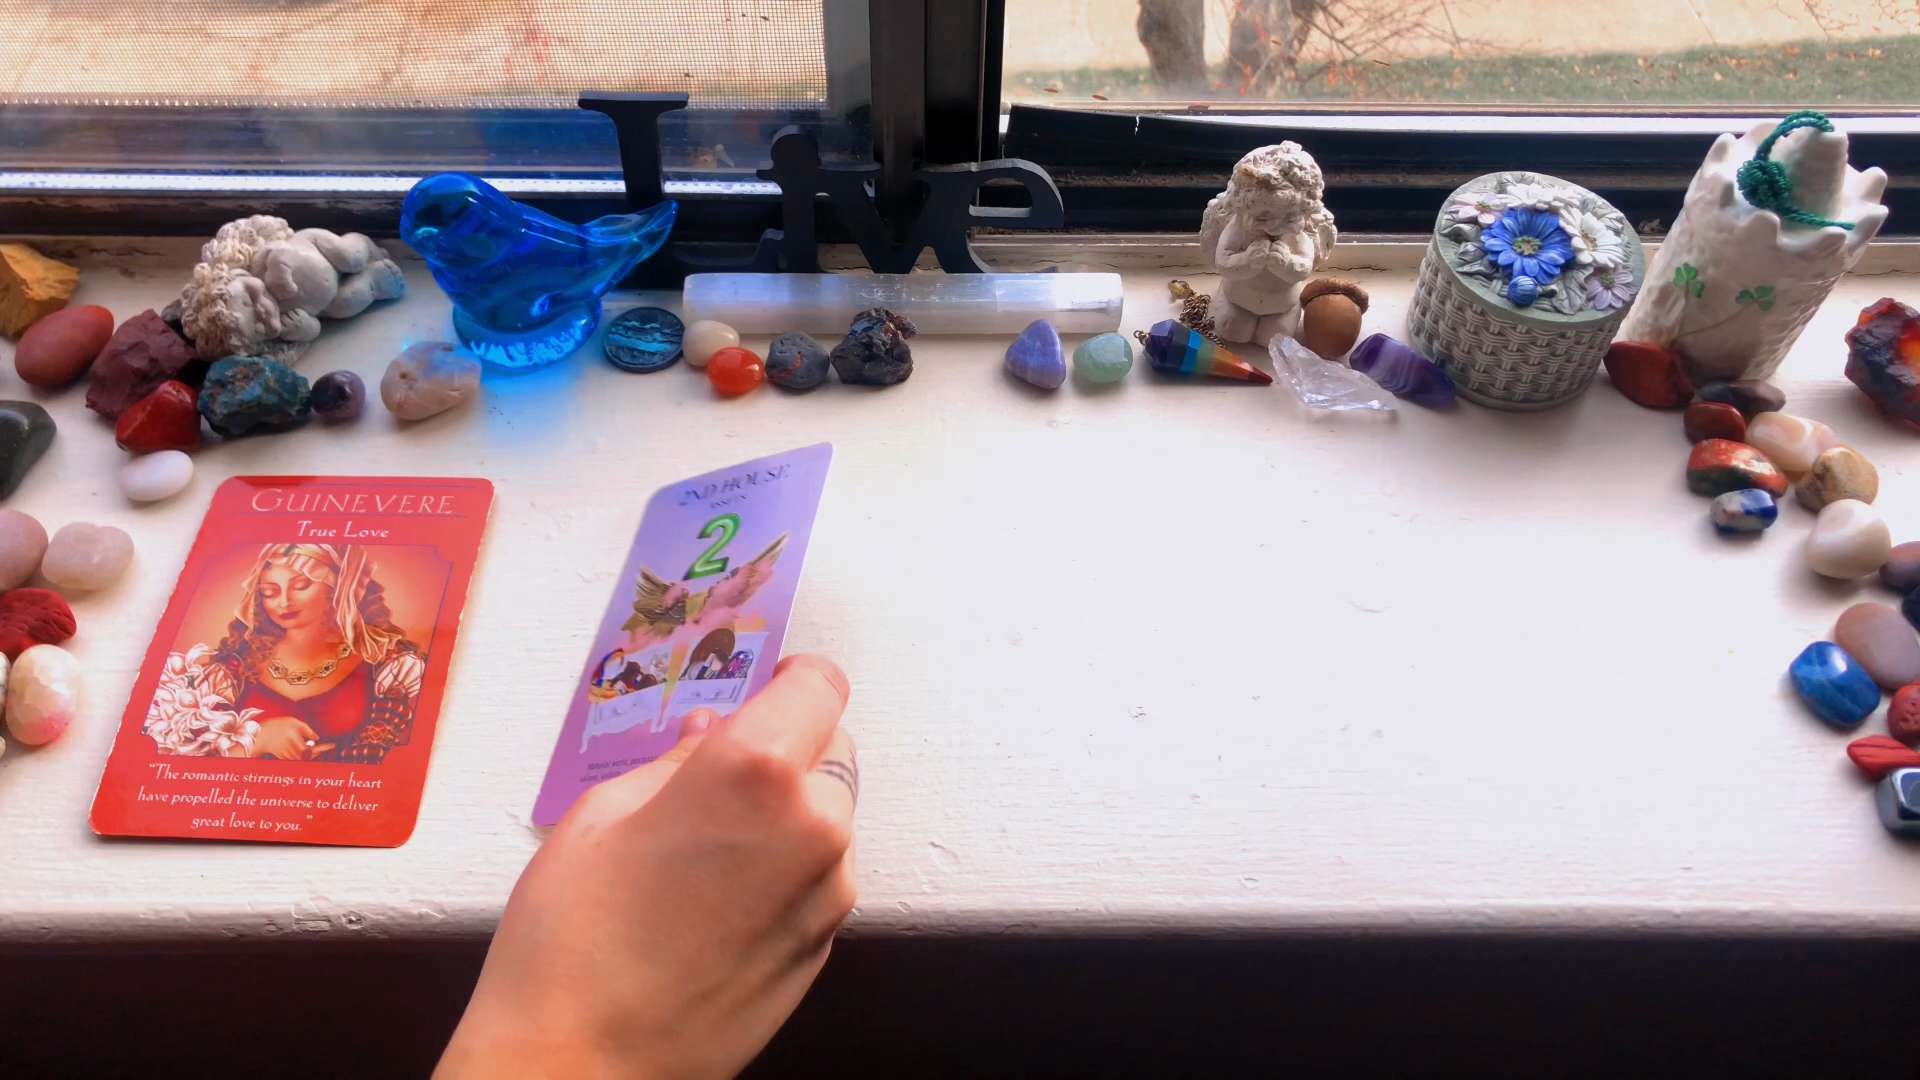 Live
GUINEVERE
True Love
"The romantic stirrings in your heart
have propelled the universe to deliver
great love to you."
2ND HOUSE
ASSETS
2